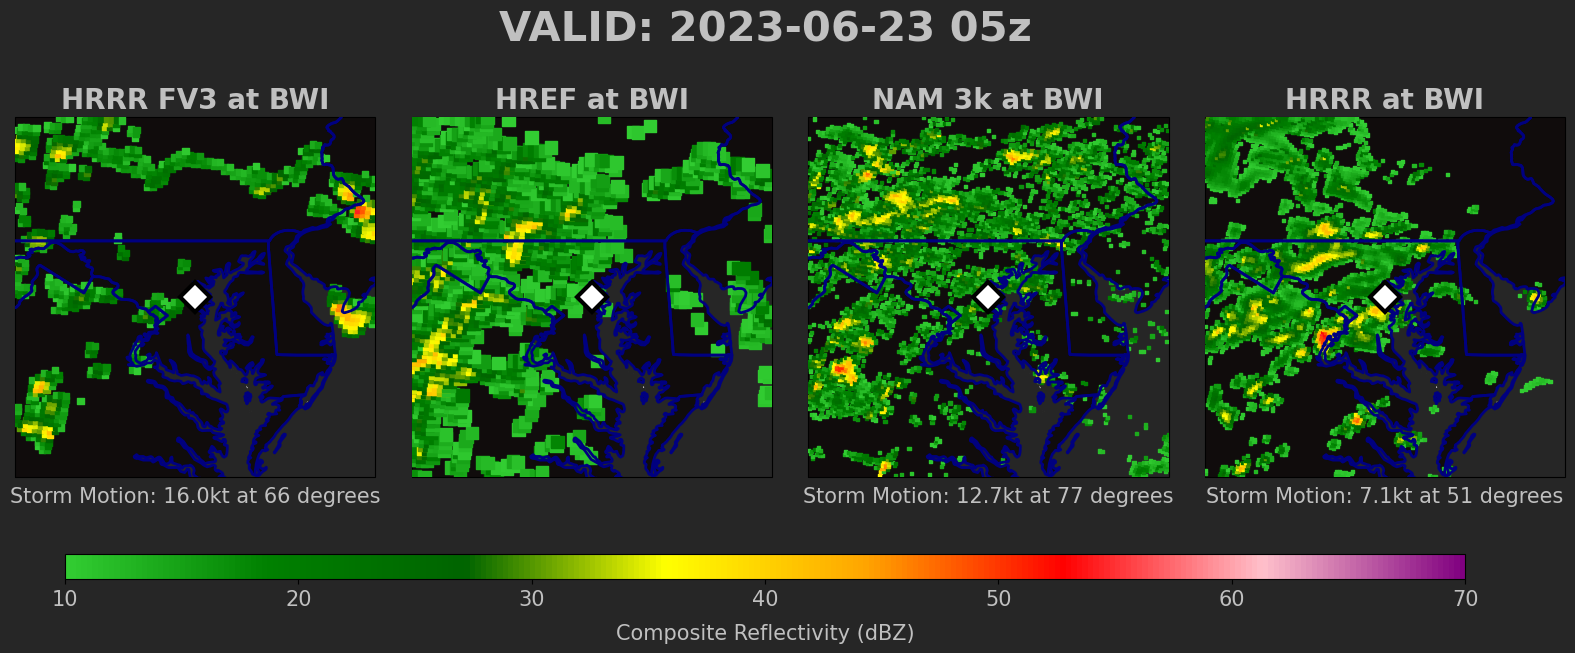 VALID: 2023-06-23 05z
HRRR FV3 at BWI
HREF at BWI
NAM 3k at BWI
HRRR at BWI
Storm Motion: 16.0kt at 66 degrees
Storm Motion: 12.7kt at 77 degrees
Storm Motion: 7.1kt at 51 degrees
10 20 30 40 50 60 70
Composite Reflectivity (dBZ)